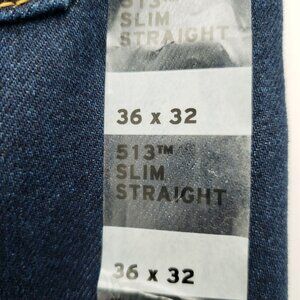 513™
SLIM
STRAIGHT
36 x 32
513™
SLIM
STRAIGHT
36 x 32